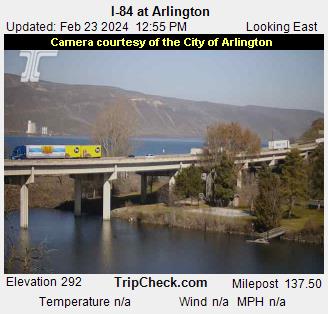 I-84 at Arlington
Updated: Feb 23 2024 12:55 PM Looking East
Camera courtesy of the City of Arlington
Elevation 292 TripCheck.com Milepost 137.50
Temperature n/a Wind n/a MPH n/a